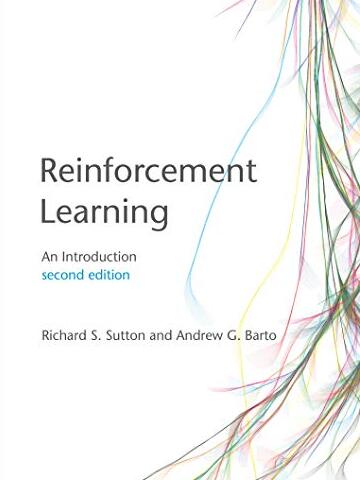 Reinforcement
Learning
An Introduction
second edition
Richard S. Sutton and Andrew G. Barto